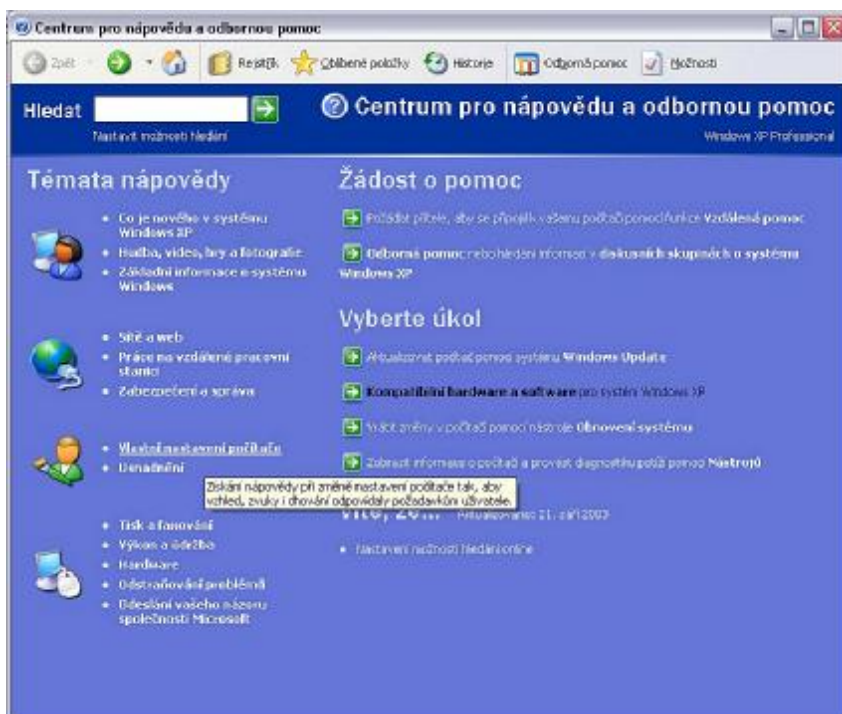 Centrum pro nápovědu a odbornou pomoc
Zpět
Rejstřík
Oblíbené položky
Historie
Odborná pomoc
Možnosti
Hledat
Nastavit možnosti hledání
Centrum pro nápovědu a odbornou pomoc
Windows XP Professional
Témata nápovědy
Co je nového v systému
Windows XP
Hudba, video, hry a fotografie
Základní informace o systému
Windows
Sítě a web
Práce na vzdálené pracovní
stanici
Zabezpečení a správa
Vlastní nastavení počítače
Usnadnění
Získání nápovědy při změně nastavení počítače tak, aby
vzhled, zvuky i chování odpovídaly požadavkům uživatele.
Tisk a faxování
Výkon a údržba
Hardware
Odstraňování problémů
Odeslání vašeho názoru
společnosti Microsoft
Žádost o pomoc
Požádat přítele, aby se připojil k vašemu počítači pomocí funkce Vzdálená pomoc
Odborná pomoc nebo hledání informací v diskusních skupinách o systému
Windows XP
Vyberte úkol
Aktualizovat počítač pomocí systému Windows Update
Kompatibilní hardware a software pro systém Windows XP
Vrátit změny v počítači pomocí nástroje Obnovení systému
Zobrazit informace o počítači a provést diagnostiku potíží pomocí Nástrojů
víte, že... Aktualizováno: 21. září 2003
Nastavení možností hledání online